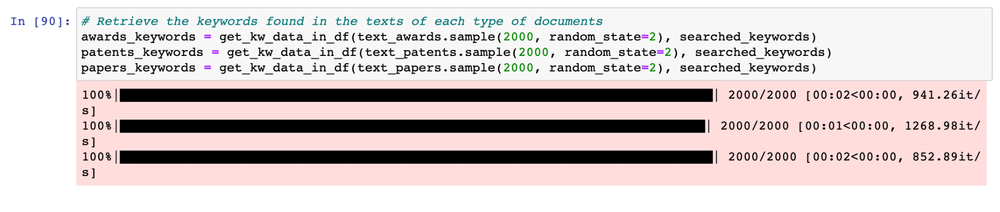 In [90]: # Retrieve the keywords found in the texts of each type of documents
awards_keywords = get_kw_data_in_df(text_awards.sample(2000, random_state=2), searched_keywords)
patents_keywords = get_kw_data_in_df(text_patents.sample(2000, random_state=2), searched_keywords)
papers_keywords = get_kw_data_in_df(text_papers.sample(2000, random_state=2), searched_keywords)
100%|██████████| 2000/2000 [00:02<00:00, 941.26it/
s]
100%|██████████| 2000/2000 [00:01<00:00, 1268.98it/
s]
100%|██████████| 2000/2000 [00:02<00:00, 852.89it/
s]